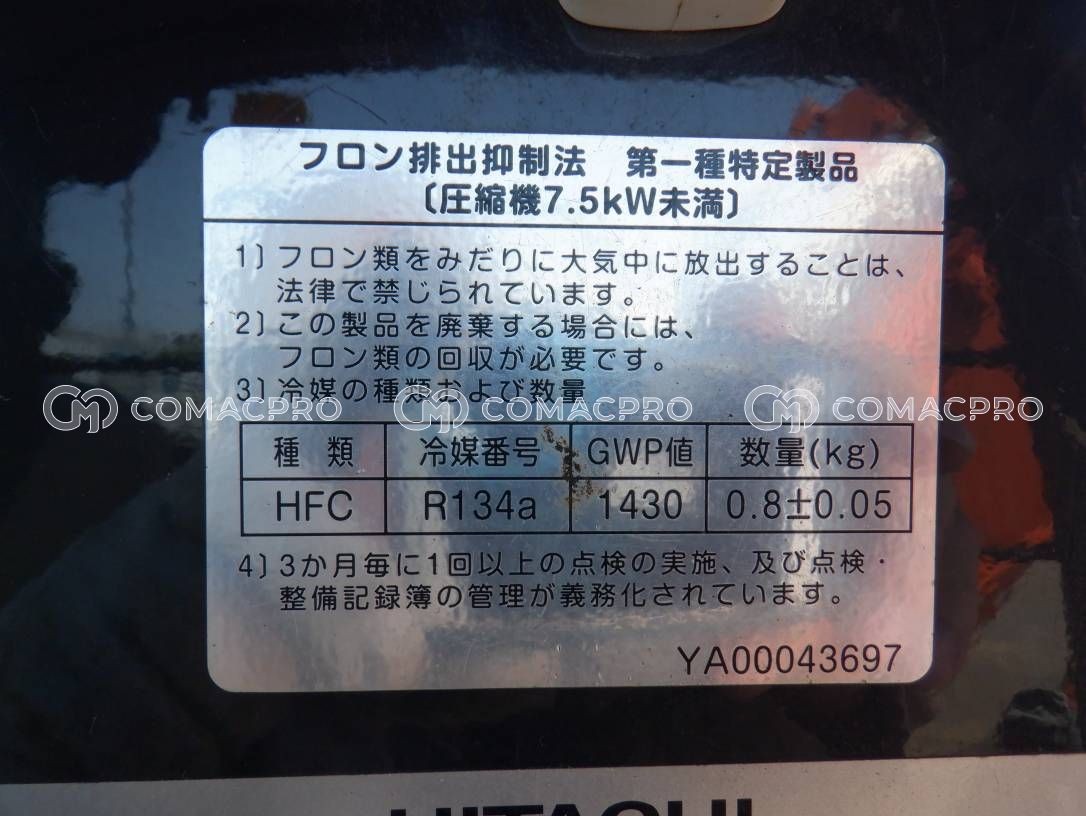 フロン排出抑制法　第一種特定製品
〔圧縮機7.5kW未満〕
1) フロン類をみだりに大気中に放出することは、
法律で禁じられています。
2) この製品を廃棄する場合には、
フロン類の回収が必要です。
3) 冷媒の種類および数量
COMACPRO COMACPRO COMACPRO
種類 冷媒番号 GWP値 数量(kg)
HFC R134a 1430 0.8±0.05
4) 3か月毎に1回以上の点検の実施、及び点検・
整備記録簿の管理が義務化されています。
YA00043697
HITACHI